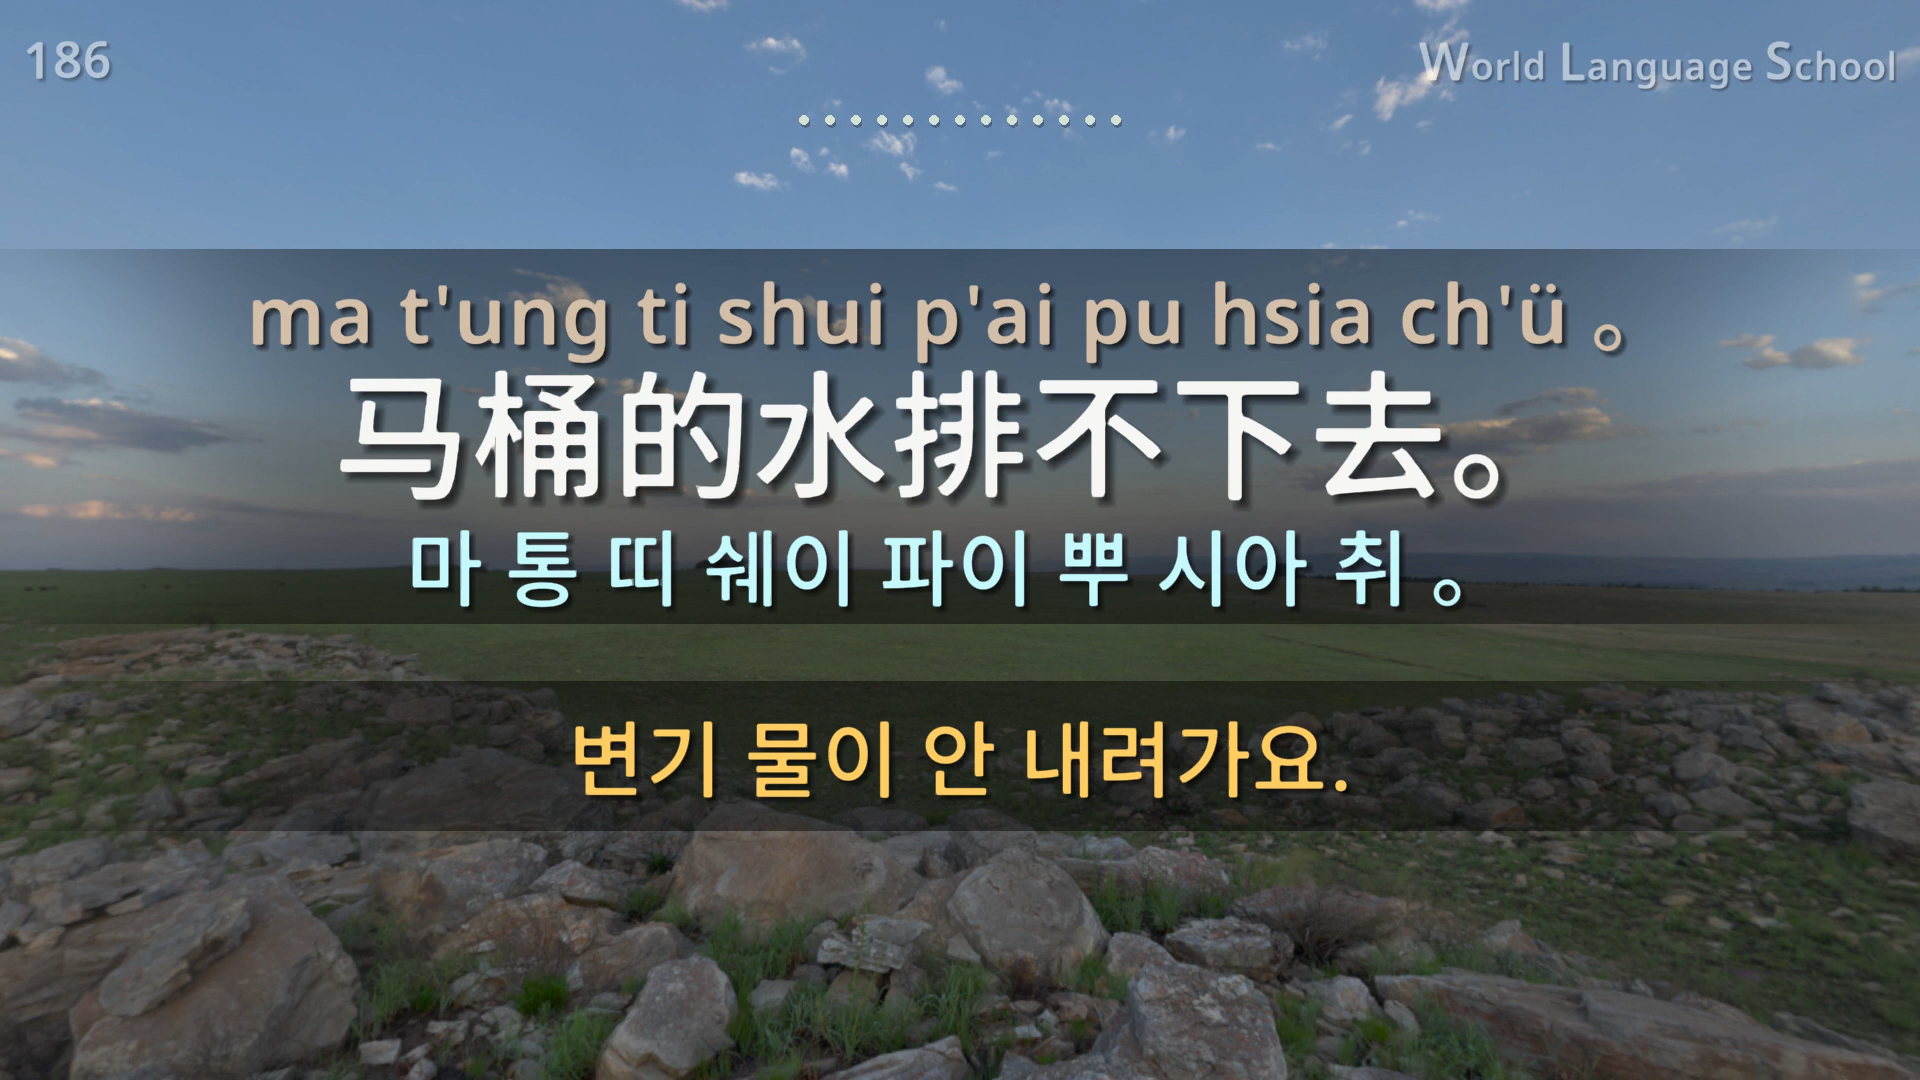 186
World Language School
ma t'ung ti shui p'ai pu hsia ch'ü 。
马桶的水排不下去。
마 통 띠 쉐이 파이 뿌 시아 취 。
변기 물이 안 내려가요.